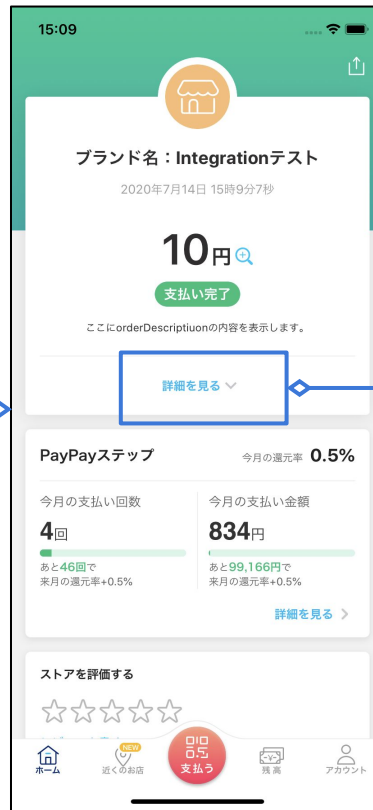 15:09
ブランド名：Integrationテスト
2020年7月14日 15時9分7秒
10円
支払い完了
ここにorderDescriptiuonの内容を表示します。
詳細を見る
PayPayステップ
今月の還元率 0.5%
今月の支払い回数
4回
あと46回で
来月の還元率+0.5%
今月の支払い金額
834円
あと99,166円で
来月の還元率+0.5%
詳細を見る
ストアを評価する
ホーム
NEW
近くのお店
支払う
残高
アカウント